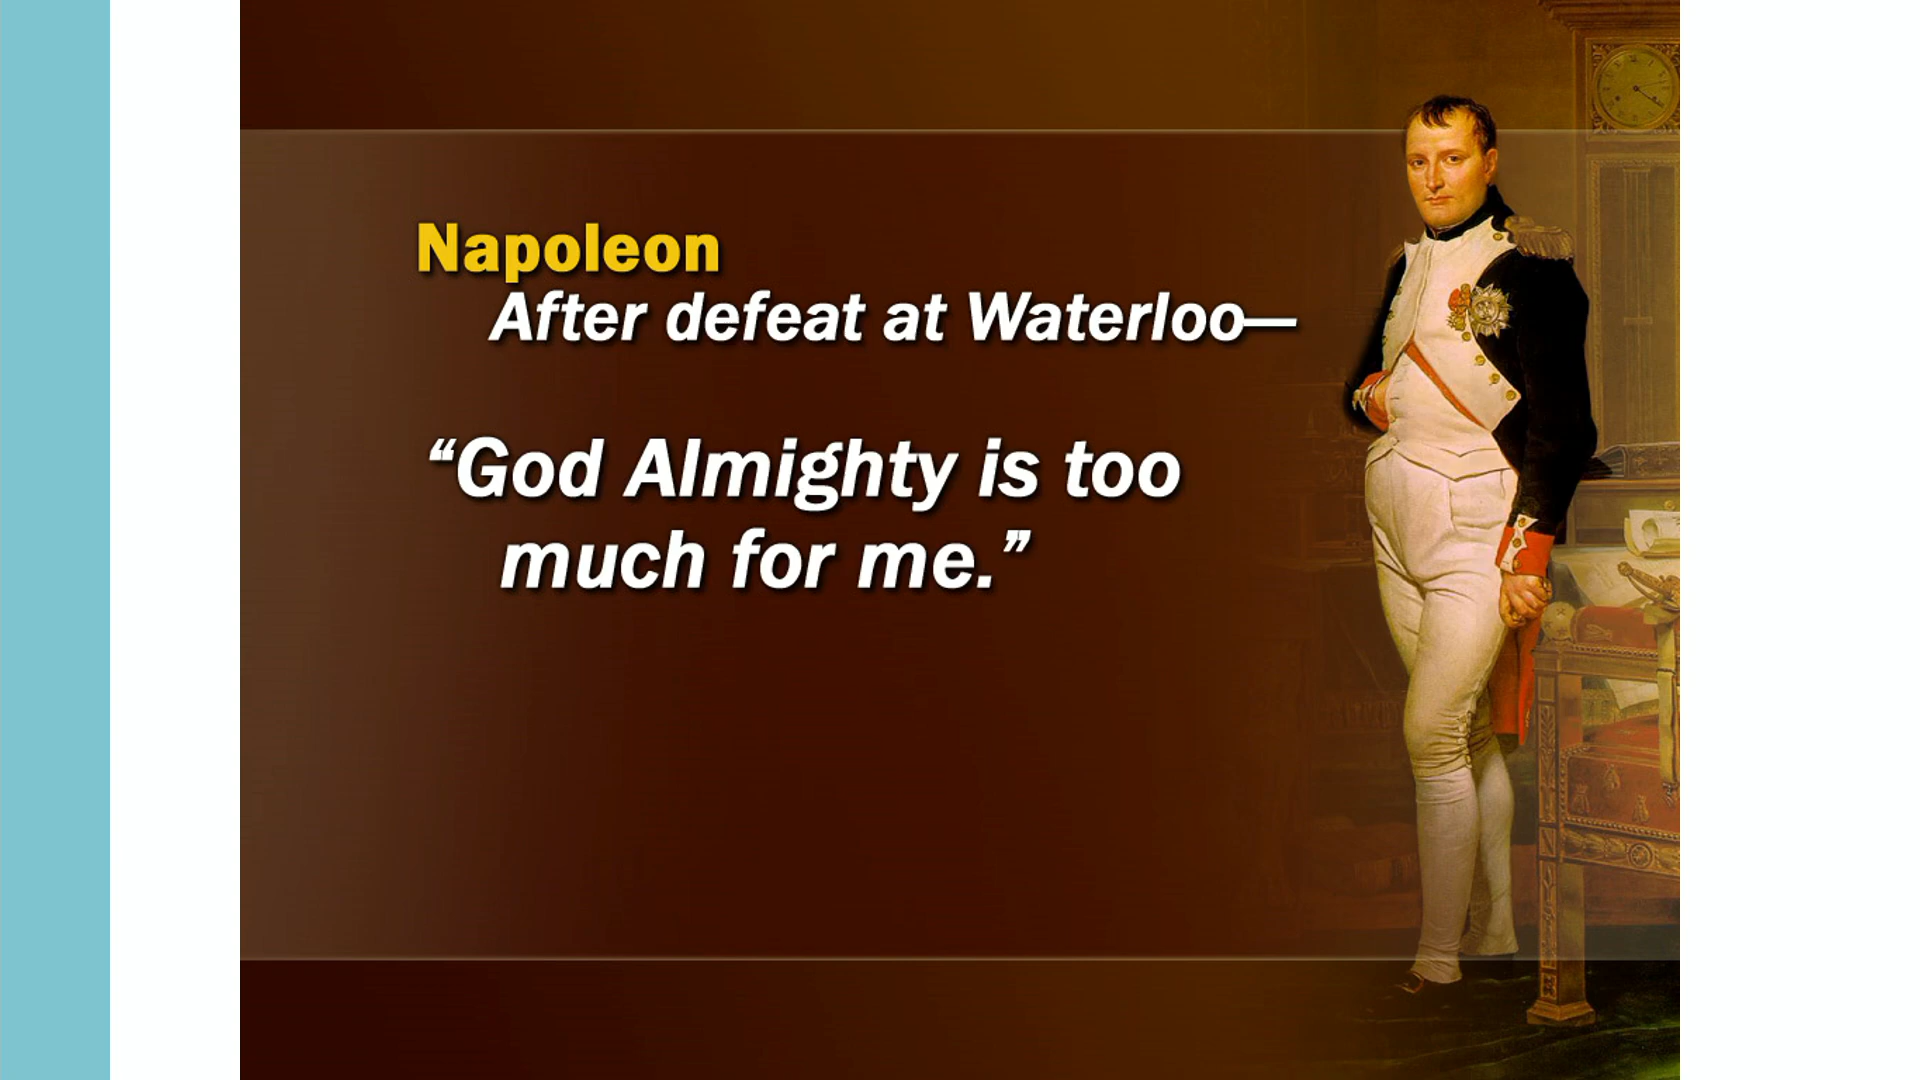 Napoleon
After defeat at Waterloo—
“God Almighty is too
much for me.”